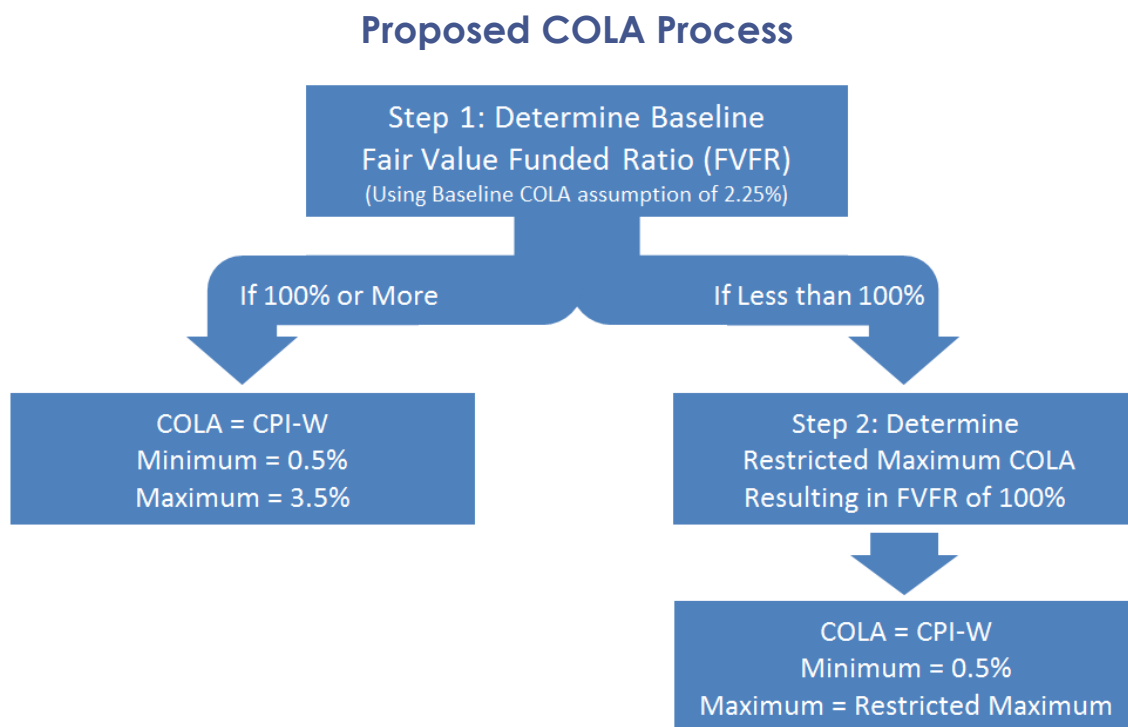 Proposed COLA Process
Step 1: Determine Baseline
Fair Value Funded Ratio (FVFR)
(Using Baseline COLA assumption of 2.25%)
If 100% or More
If Less than 100%
COLA = CPI-W
Minimum = 0.5%
Maximum = 3.5%
Step 2: Determine
Restricted Maximum COLA
Resulting in FVFR of 100%
COLA = CPI-W
Minimum = 0.5%
Maximum = Restricted Maximum